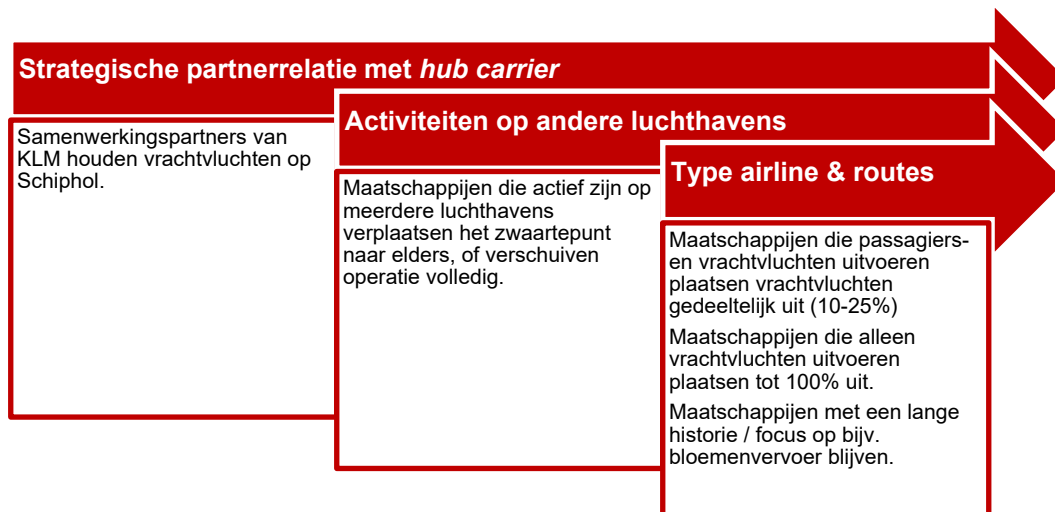 Strategische partnerrelatie met hub carrier
Samenwerkingspartners van
KLM houden vrachtvluchten op
Schiphol.
Activiteiten op andere luchthavens
Maatschappijen die actief zijn op
meerdere luchthavens
verplaatsen het zwaartepunt
naar elders, of verschuiven
operatie volledig.
Type airline & routes
Maatschappijen die passagiers-
en vrachtvluchten uitvoeren
plaatsen vrachtvluchten
gedeeltelijk uit (10-25%)
Maatschappijen die alleen
vrachtvluchten uitvoeren
plaatsen tot 100% uit.
Maatschappijen met een lange
historie / focus op bijv.
bloemenvervoer blijven.